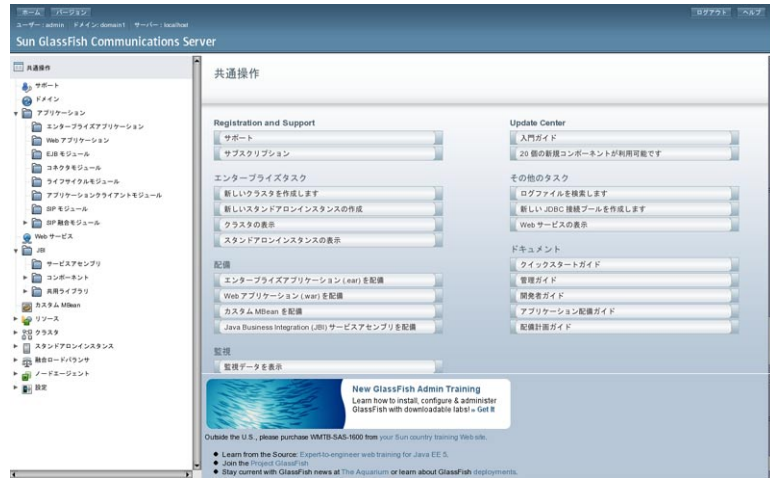 ホーム バージョン ログアウト ヘルプ
ユーザー: admin ドメイン: domain1 サーバー: localhost
Sun GlassFish Communications Server
共通操作
サポート
ドメイン
アプリケーション
エンタープライズアプリケーション
Web アプリケーション
EJB モジュール
コネクタモジュール
ライフサイクルモジュール
アプリケーションクライアントモジュール
SIP モジュール
SIP 融合モジュール
Web サービス
JBI
サービスアセンブリ
コンポーネント
共用ライブラリ
カスタム MBean
リソース
クラスタ
スタンドアロンインスタンス
融合ロードバランサ
ノードエージェント
設定
共通操作
Registration and Support
サポート
サブスクリプション
エンタープライズタスク
新しいクラスタを作成します
新しいスタンドアロンインスタンスの作成
クラスタの表示
スタンドアロンインスタンスの表示
配備
エンタープライズアプリケーション (.ear) を配備
Web アプリケーション (.war) を配備
カスタム MBean を配備
Java Business Integration (JBI) サービスアセンブリを配備
監視
監視データを表示
Update Center
入門ガイド
20 個の新規コンポーネントが利用可能です
その他のタスク
ログファイルを検索します
新しい JDBC 接続プールを作成します
Web サービスの表示
ドキュメント
クイックスタートガイド
管理ガイド
開発者ガイド
アプリケーション配備ガイド
配備計画ガイド
New GlassFish Admin Training
Learn how to install, configure & administer
GlassFish with downloadable labs! » Get It
Outside the U.S., please purchase WMTB-SAS-1600 from your Sun country training Web site.
● Learn from the Source: Expert-to-engineer web training for Java EE 5.
● Join the Project GlassFish
● Stay current with GlassFish news at The Aquarium or learn about GlassFish deployments.